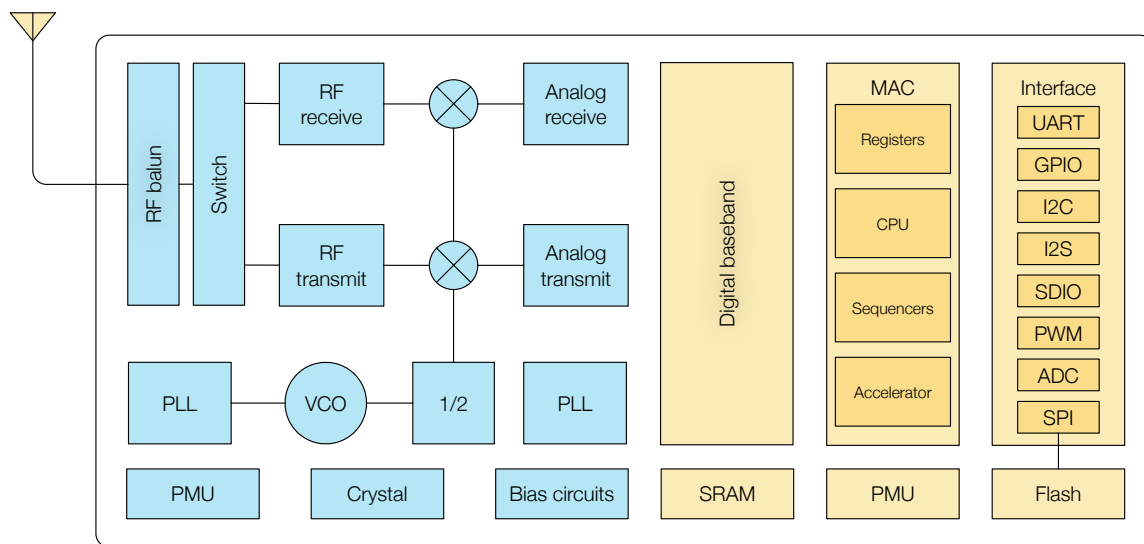 RF balun
Switch
RF
receive
Analog
receive
RF
transmit
Analog
transmit
PLL
VCO
1/2
PLL
PMU
Crystal
Bias circuits
Digital baseband
SRAM
MAC
Registers
CPU
Sequencers
Accelerator
PMU
Interface
UART
GPIO
I2C
I2S
SDIO
PWM
ADC
SPI
Flash